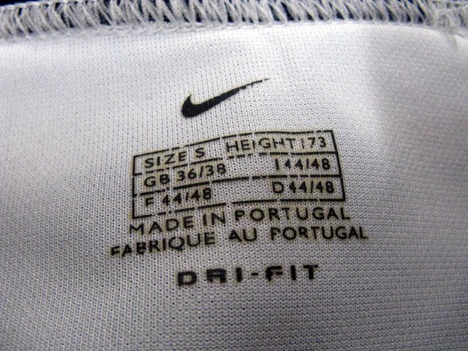 SIZE S HEIGHT 173
GB 36/38 I 44/48
F 44/48 D 44/48
MADE IN PORTUGAL
FABRIQUE AU PORTUGAL
DRI-FIT